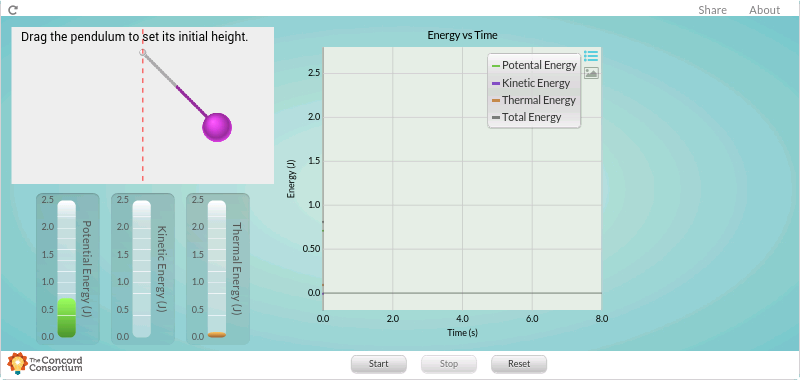 Share
About
Drag the pendulum to set its initial height.
Energy vs Time
Potental Energy
Kinetic Energy
Thermal Energy
Total Energy
2.5
2.0
1.5
1.0
0.50
0.0
Energy (J)
0.0
2.0
4.0
6.0
8.0
Time (s)
2.5
2.0
1.5
1.0
0.5
0.0
Potential Energy (J)
2.5
2.0
1.5
1.0
0.5
0.0
Kinetic Energy (J)
2.5
2.0
1.5
1.0
0.5
0.0
Thermal Energy (J)
The Concord
Consortium
Start
Stop
Reset